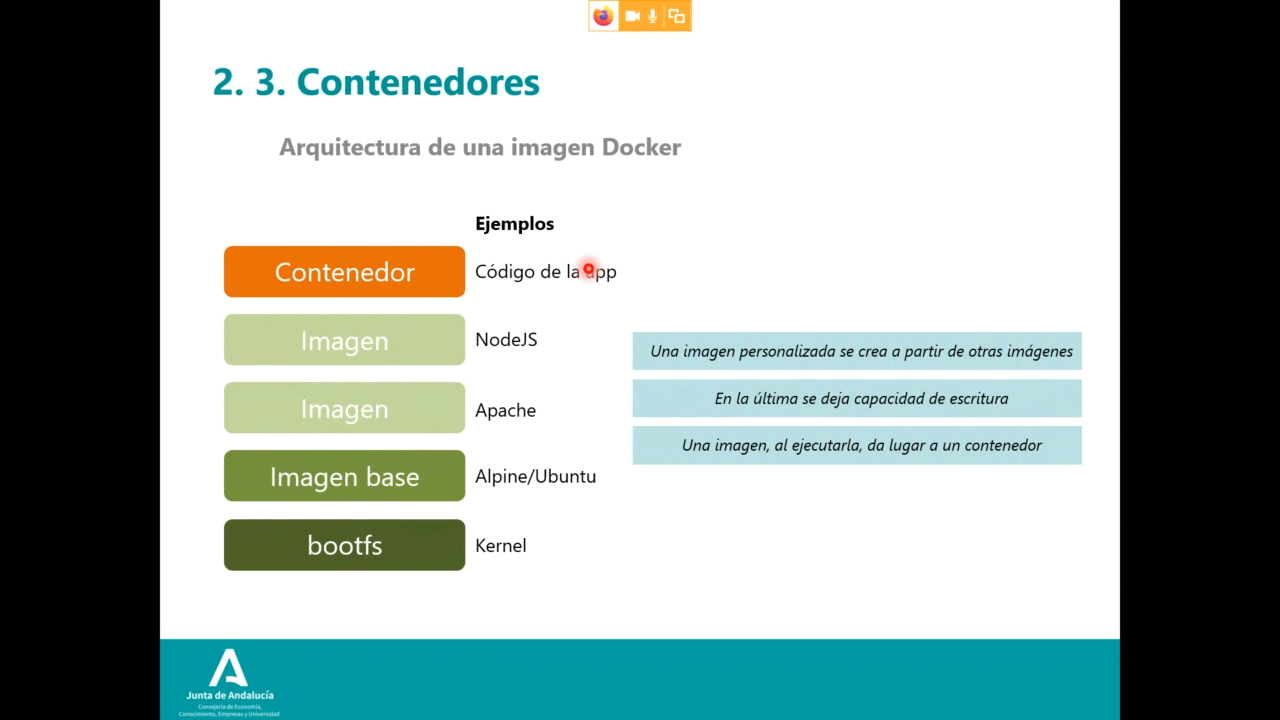 2. 3. Contenedores
Arquitectura de una imagen Docker
Ejemplos
Contenedor
Código de la app
Imagen
NodeJS
Imagen
Apache
Imagen base
Alpine/Ubuntu
bootfs
Kernel
Una imagen personalizada se crea a partir de otras imágenes
En la última se deja capacidad de escritura
Una imagen, al ejecutarla, da lugar a un contenedor
Junta de Andalucía
Consejería de Economía,
Conocimiento, Empresas y Universidad